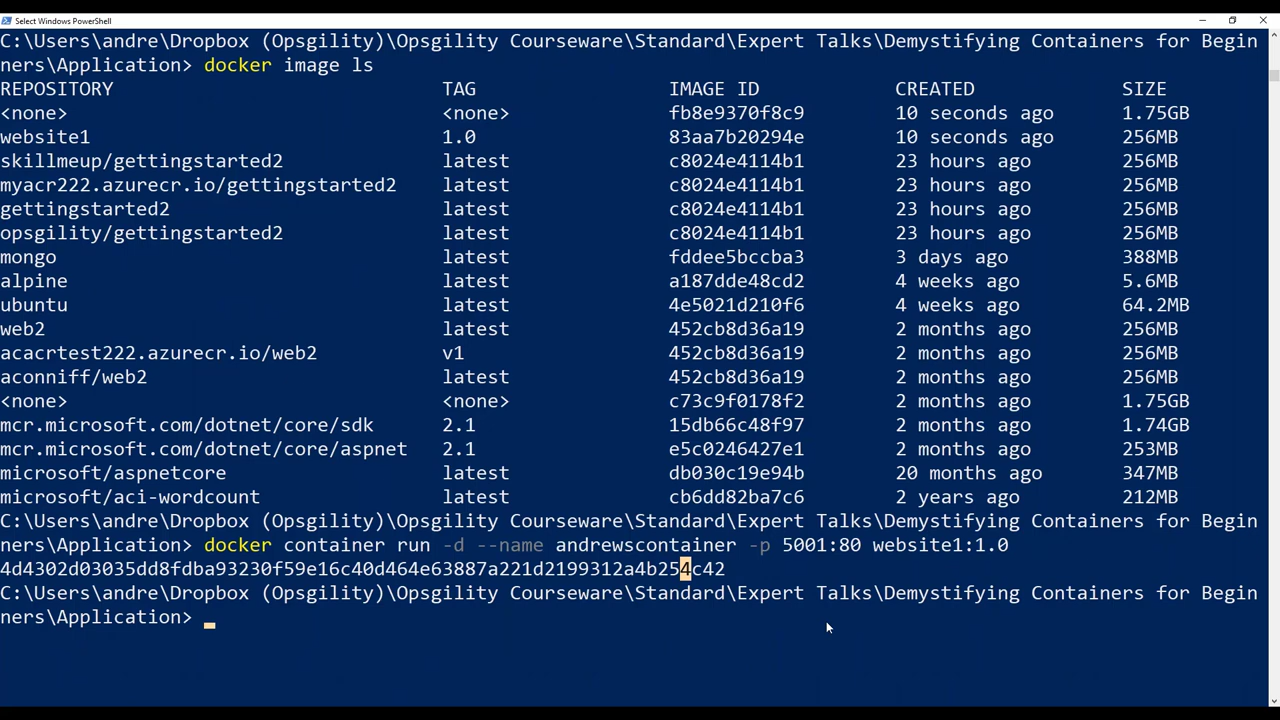 Select Windows PowerShell
C:\Users\andre\Dropbox (Opsgility)\Opsgility Courseware\Standard\Expert Talks\Demystifying Containers for Begin
ners\Application> docker image ls
REPOSITORY TAG IMAGE ID CREATED SIZE
<none> <none> fb8e9370f8c9 10 seconds ago 1.75GB
website1 1.0 83aa7b20294e 10 seconds ago 256MB
skillmeup/gettingstarted2 latest c8024e4114b1 23 hours ago 256MB
myacr222.azurecr.io/gettingstarted2 latest c8024e4114b1 23 hours ago 256MB
gettingstarted2 latest c8024e4114b1 23 hours ago 256MB
opsgility/gettingstarted2 latest c8024e4114b1 23 hours ago 256MB
mongo latest fddee5bccba3 3 days ago 388MB
alpine latest a187dde48cd2 4 weeks ago 5.6MB
ubuntu latest 4e5021d210f6 4 weeks ago 64.2MB
web2 latest 452cb8d36a19 2 months ago 256MB
acacrtest222.azurecr.io/web2 v1 452cb8d36a19 2 months ago 256MB
aconniff/web2 latest 452cb8d36a19 2 months ago 256MB
<none> <none> c73c9f0178f2 2 months ago 1.75GB
mcr.microsoft.com/dotnet/core/sdk 2.1 15db66c48f97 2 months ago 1.74GB
mcr.microsoft.com/dotnet/core/aspnet 2.1 e5c0246427e1 2 months ago 253MB
microsoft/aspnetcore latest db030c19e94b 20 months ago 347MB
microsoft/aci-wordcount latest cb6dd82ba7c6 2 years ago 212MB
C:\Users\andre\Dropbox (Opsgility)\Opsgility Courseware\Standard\Expert Talks\Demystifying Containers for Begin
ners\Application> docker container run -d --name andrewscontainer -p 5001:80 website1:1.0
4d4302d03035dd8fdba93230f59e16c40d464e63887a221d2199312a4b254c42
C:\Users\andre\Dropbox (Opsgility)\Opsgility Courseware\Standard\Expert Talks\Demystifying Containers for Begin
ners\Application>